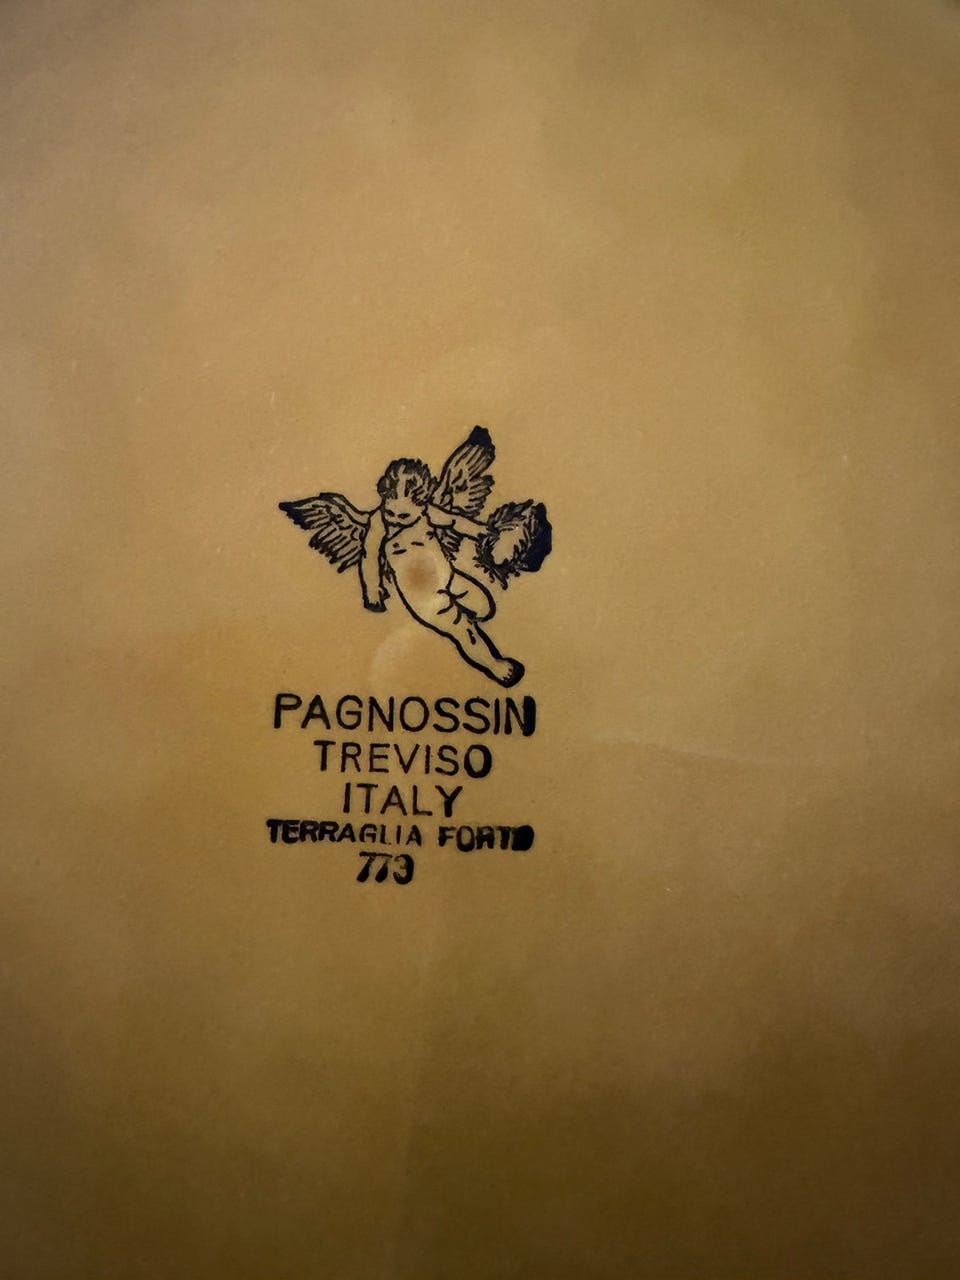 PAGNOSSIN
TREVISO
ITALY
TERRAGLIA FORTE
773